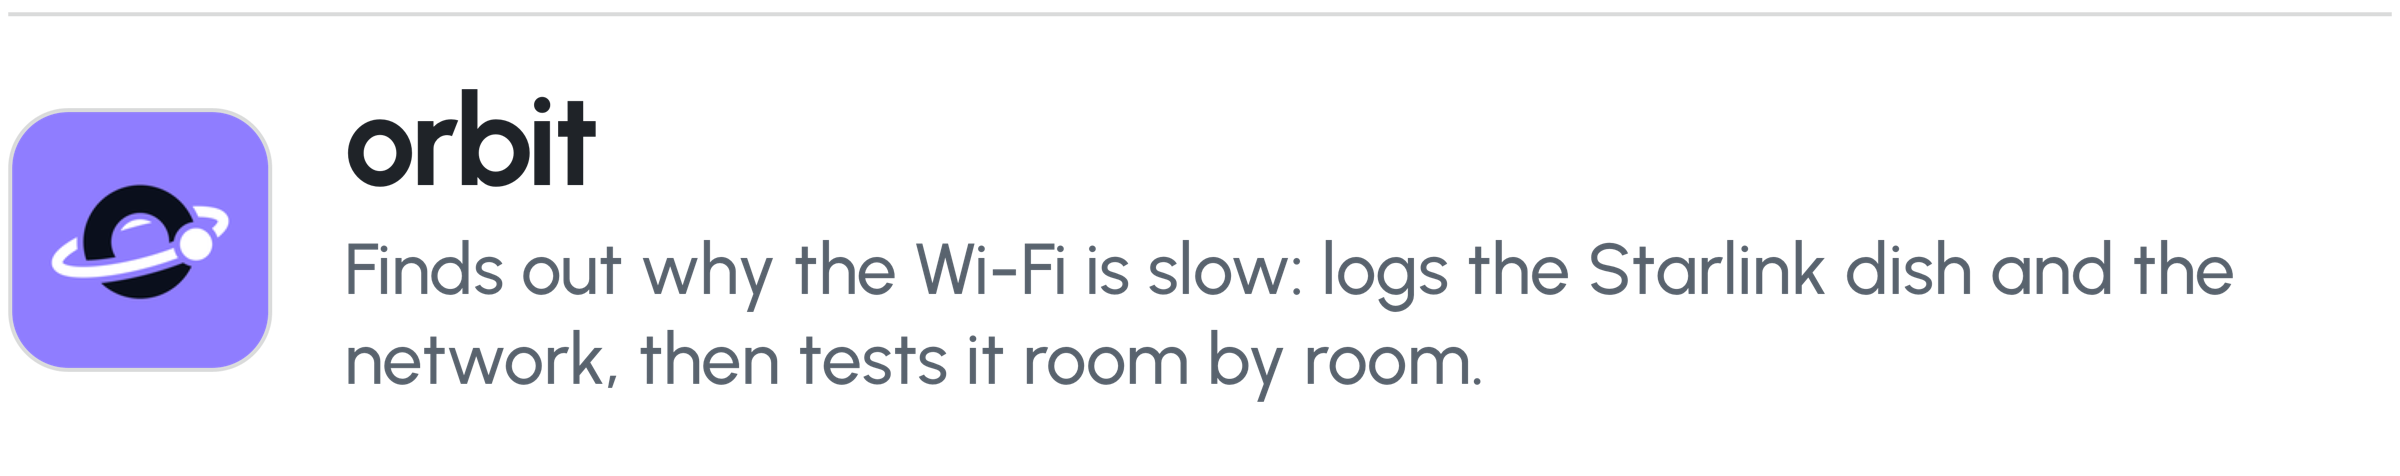 orbit
Finds out why the Wi-Fi is slow: logs the Starlink dish and the
network, then tests it room by room.